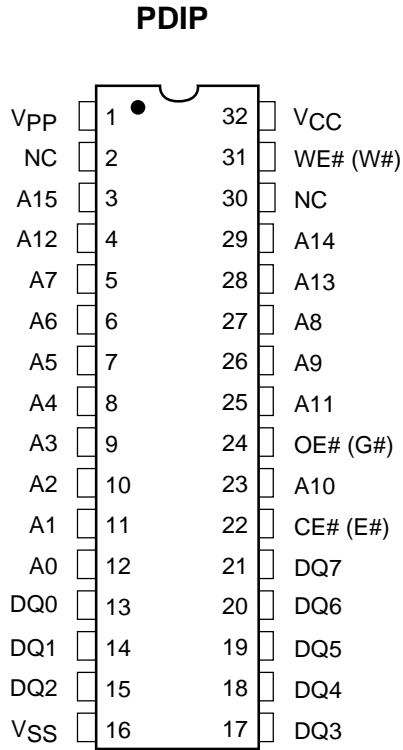 PDIP
VPP 1 32 VCC
NC 2 31 WE# (W#)
A15 3 30 NC
A12 4 29 A14
A7 5 28 A13
A6 6 27 A8
A5 7 26 A9
A4 8 25 A11
A3 9 24 OE# (G#)
A2 10 23 A10
A1 11 22 CE# (E#)
A0 12 21 DQ7
DQ0 13 20 DQ6
DQ1 14 19 DQ5
DQ2 15 18 DQ4
VSS 16 17 DQ3